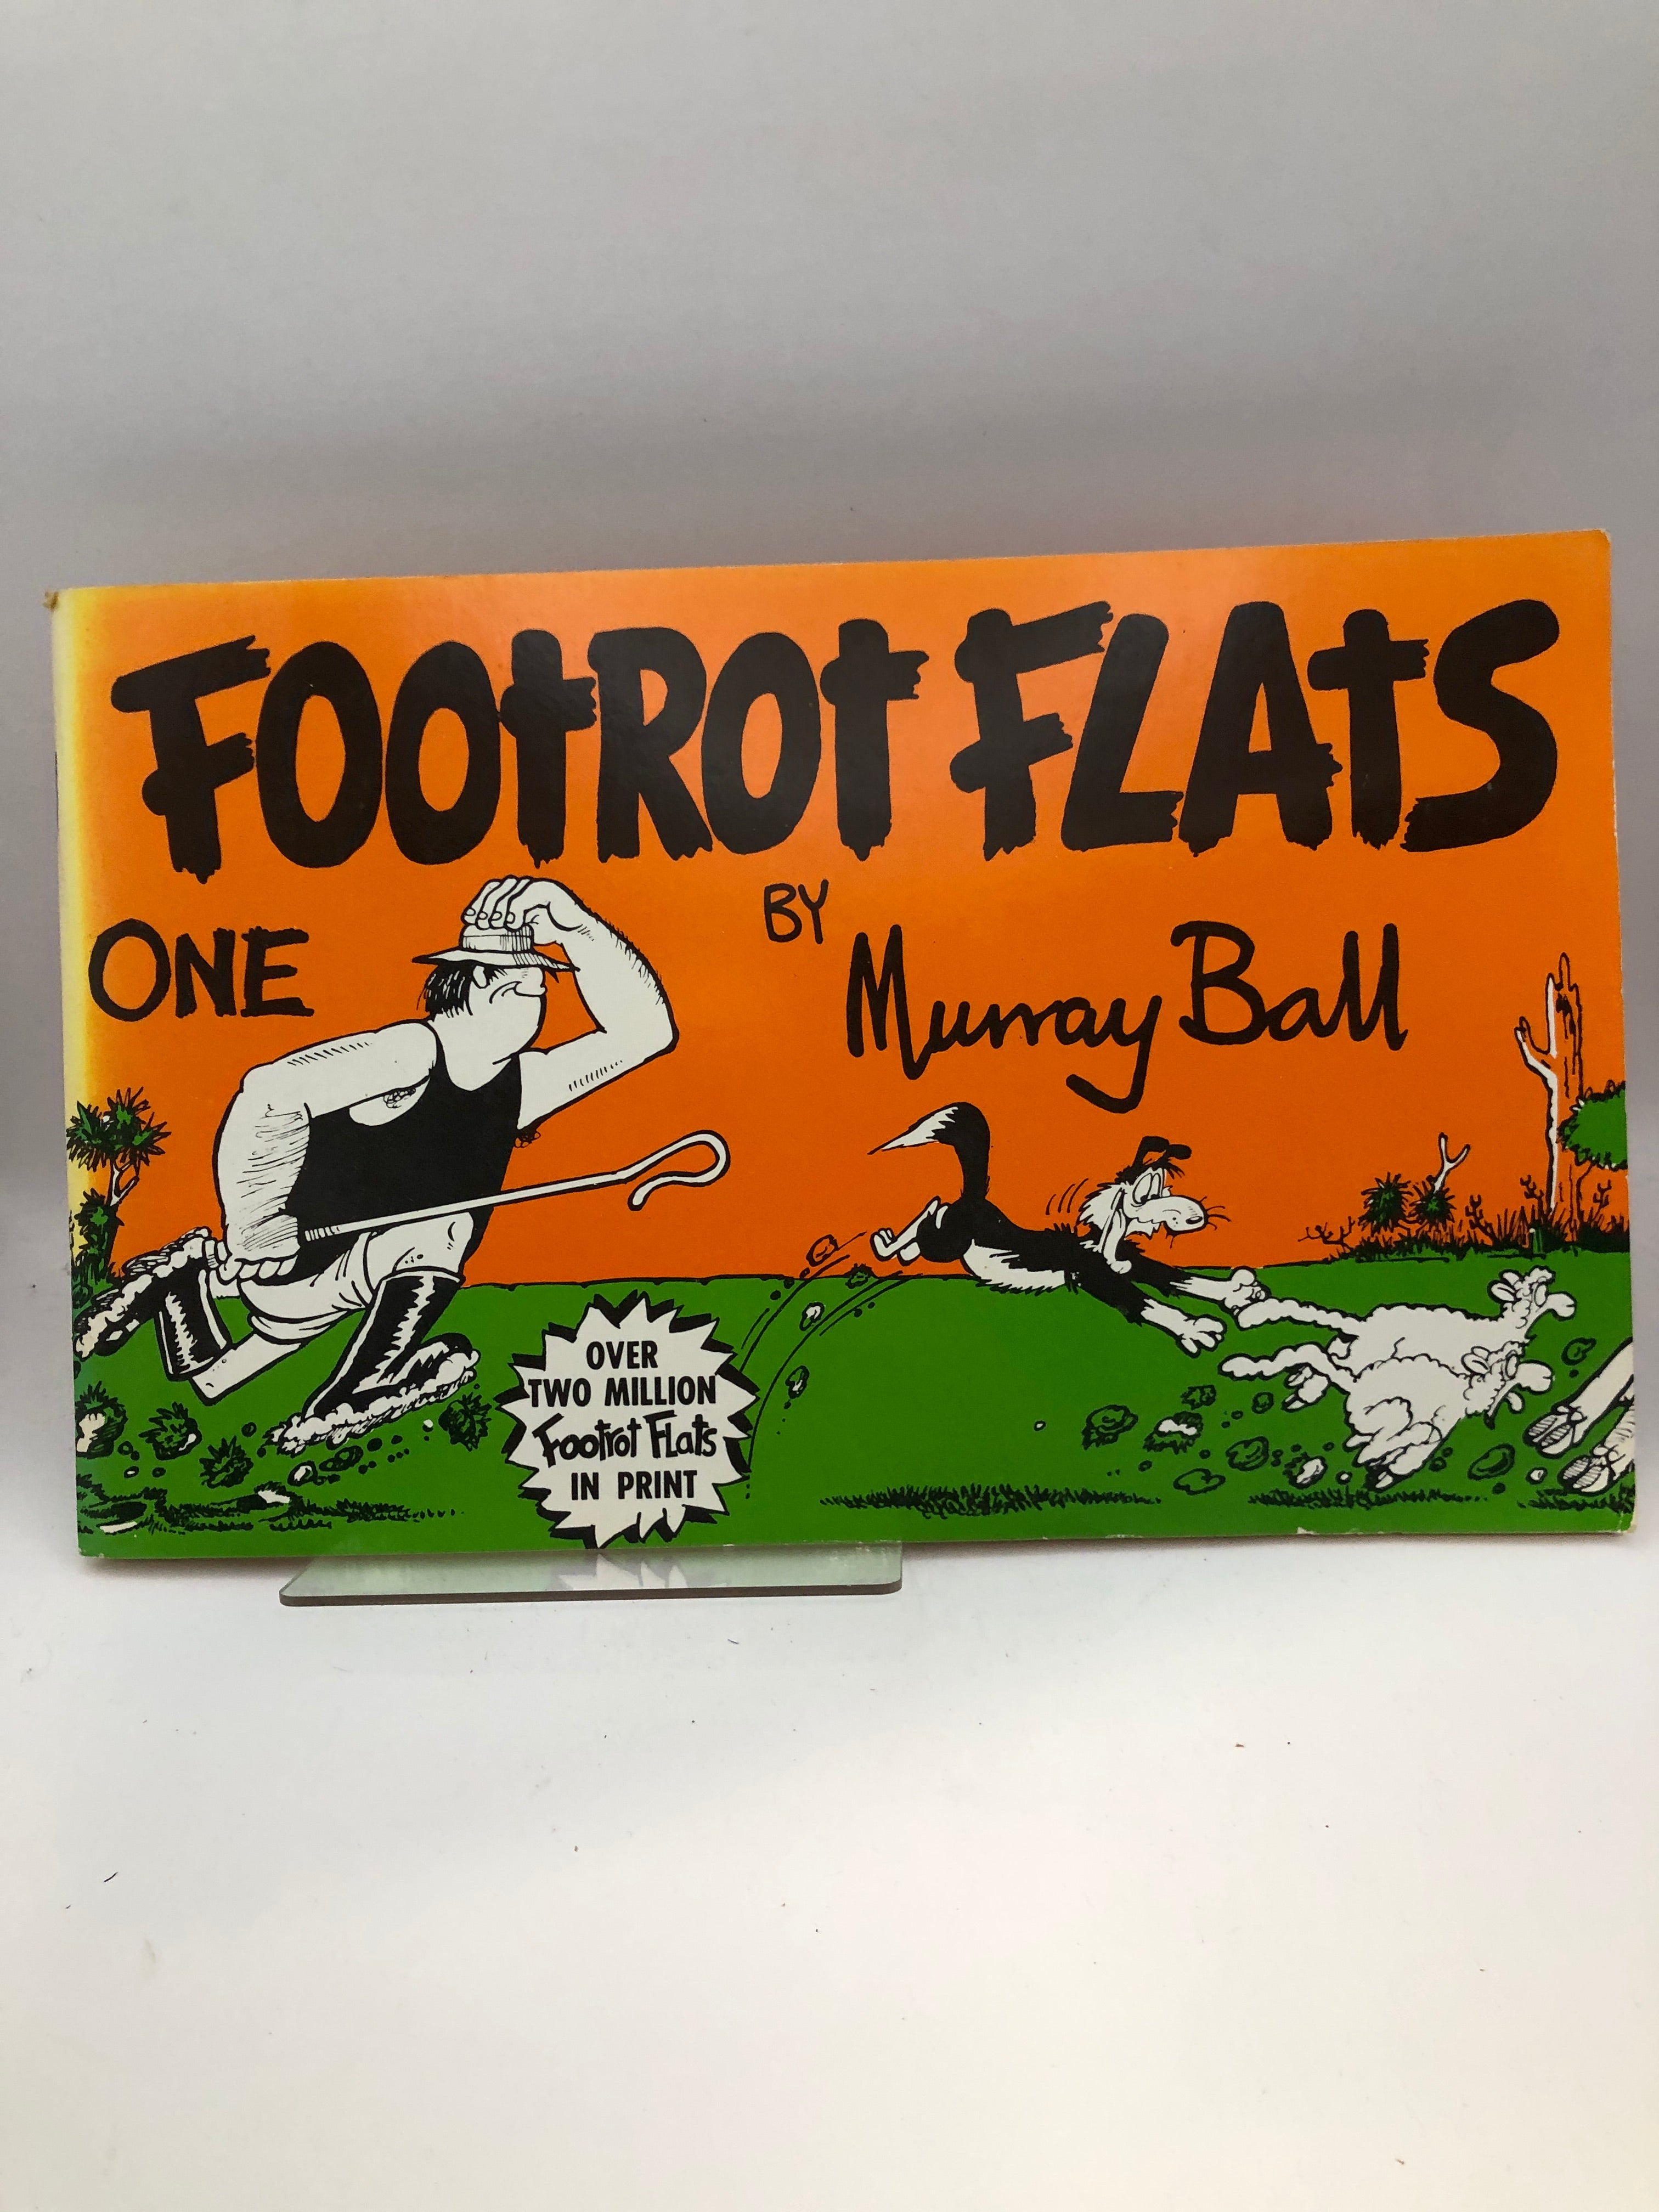 FOOtROt FLAtS
ONE
BY
Murray Ball
OVER
TWO MILLION
Footrot Flats
IN PRINT